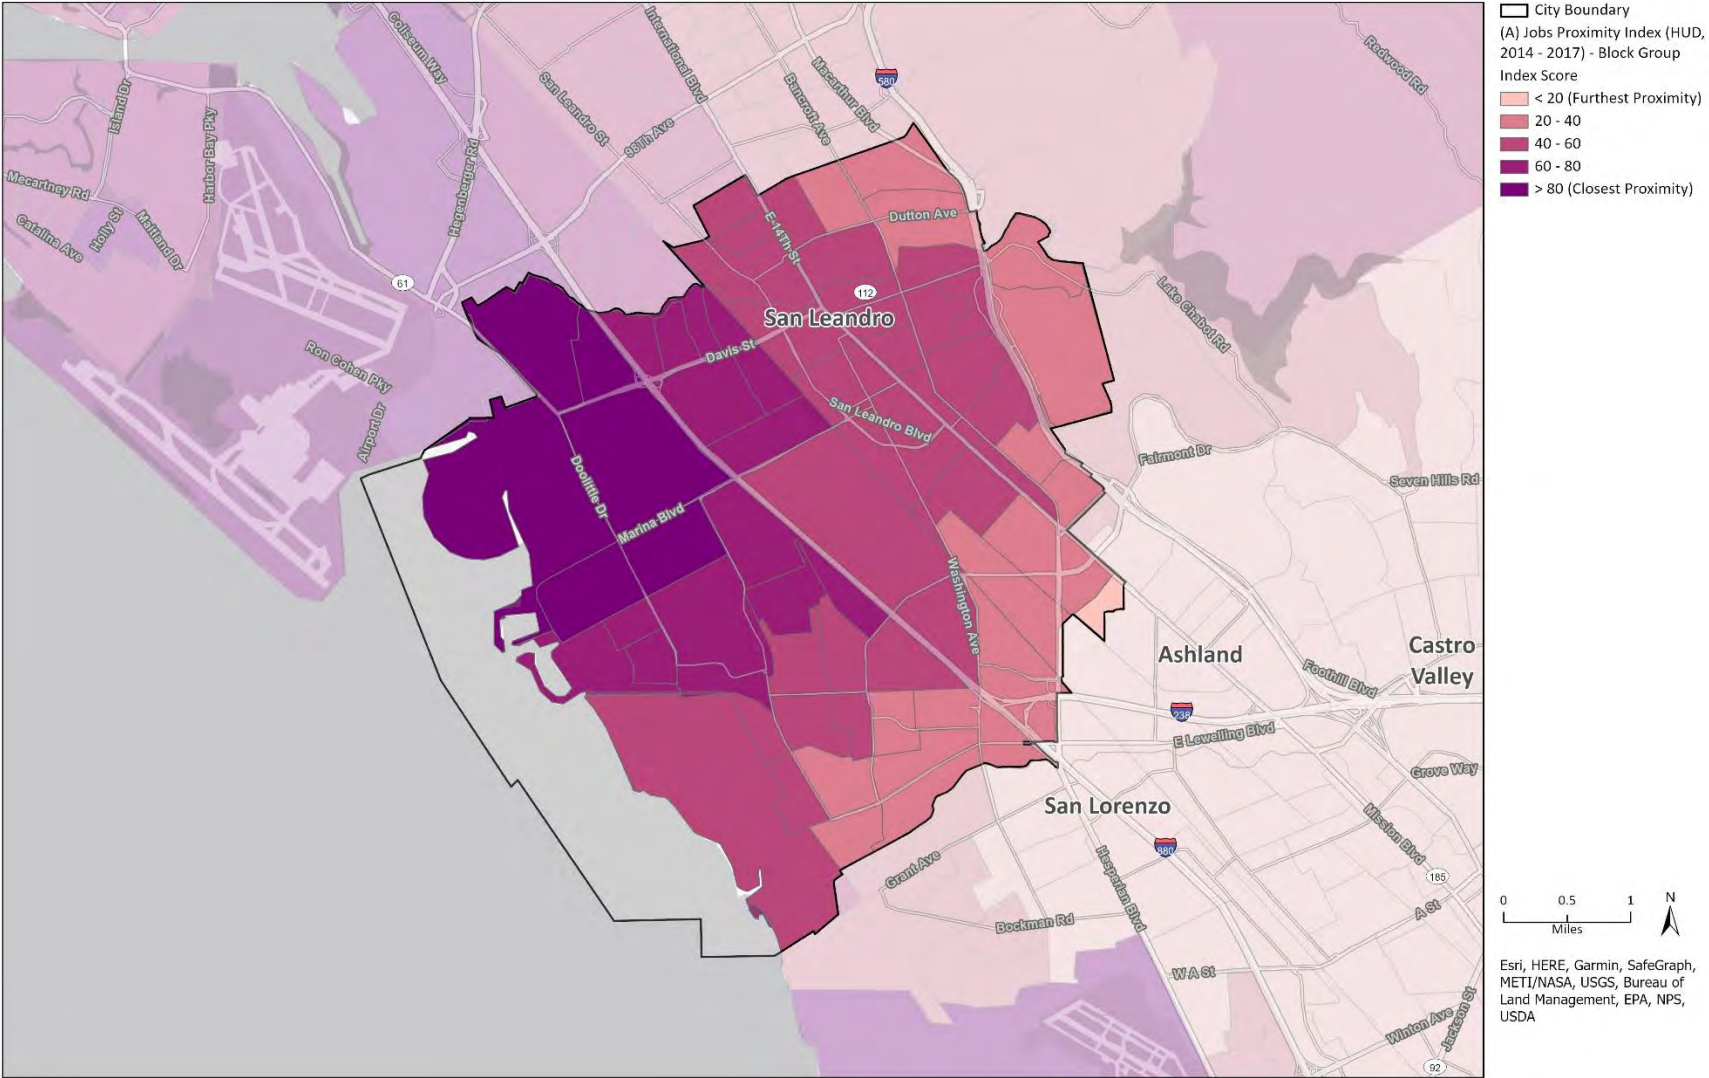 City Boundary
(A) Jobs Proximity Index (HUD,
2014 - 2017) - Block Group
Index Score
< 20 (Furthest Proximity)
20 - 40
40 - 60
60 - 80
> 80 (Closest Proximity)
Coliseum Way
International Blvd
San Leandro St
Bancroft Ave
Macarthur Blvd
580
Redwood Rd
Island Dr
Harbor Bay Pky
98Th Ave
Hegenberger Rd
Mecartney Rd
Holly St
Maitland Dr
Catalina Ave
E 14Th St
Dutton Ave
61
112
San Leandro
Lake Chabot Rd
Davis St
Ron Cohen Pky
Airport Dr
San Leandro Blvd
Fairmont Dr
Seven Hills Rd
Doolittle Dr
Marina Blvd
Washington Ave
Ashland
Castro
Valley
Foothill Blvd
238
E Lewelling Blvd
Grove Way
San Lorenzo
Mission Blvd
880
Grant Ave
Hesperian Blvd
185
A St
Bockman Rd
W A St
Winton Ave
Jackson St
92
0 0.5 1
Miles
N
Esri, HERE, Garmin, SafeGraph,
METI/NASA, USGS, Bureau of
Land Management, EPA, NPS,
USDA